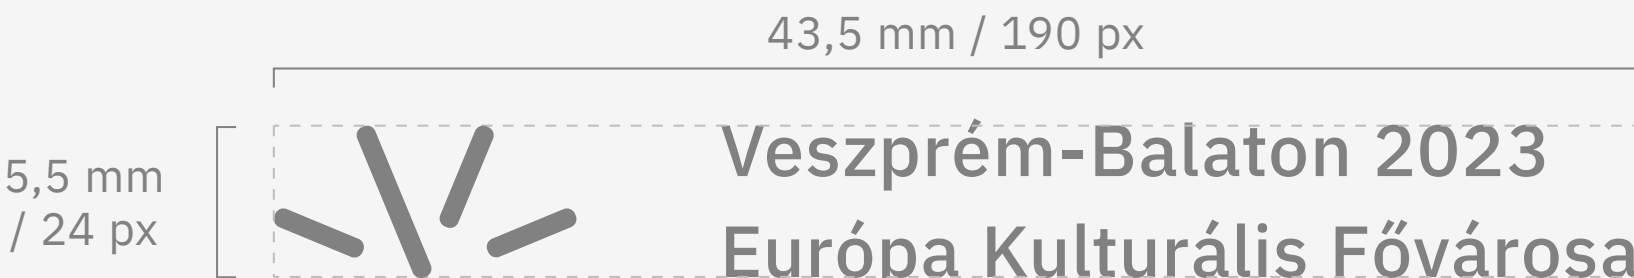 43,5 mm / 190 px
5,5 mm
/ 24 px
Veszprém-Balaton 2023
Európa Kulturális Fővárosa